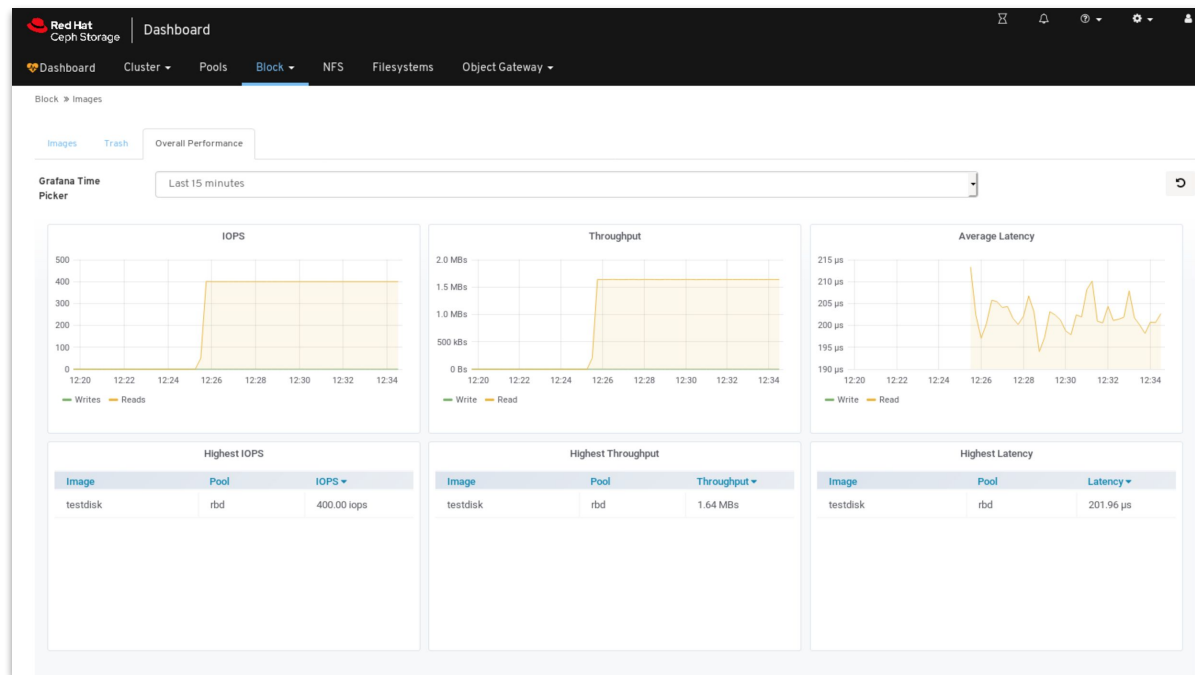 Red Hat
Ceph Storage
Dashboard
Dashboard Cluster Pools Block NFS Filesystems Object Gateway
Block » Images
Images Trash Overall Performance
Grafana Time
Picker
Last 15 minutes
IOPS
500
400
300
200
100
0
12:20 12:22 12:24 12:26 12:28 12:30 12:32 12:34
Writes Reads
Throughput
2.0 MBs
1.5 MBs
1.0 MBs
500 kBs
0 Bs
12:20 12:22 12:24 12:26 12:28 12:30 12:32 12:34
Write Read
Average Latency
215 µs
210 µs
205 µs
200 µs
195 µs
190 µs
12:20 12:22 12:24 12:26 12:28 12:30 12:32 12:34
Write Read
Highest IOPS
Image Pool IOPS
testdisk rbd 400.00 iops
Highest Throughput
Image Pool Throughput
testdisk rbd 1.64 MBs
Highest Latency
Image Pool Latency
testdisk rbd 201.96 µs